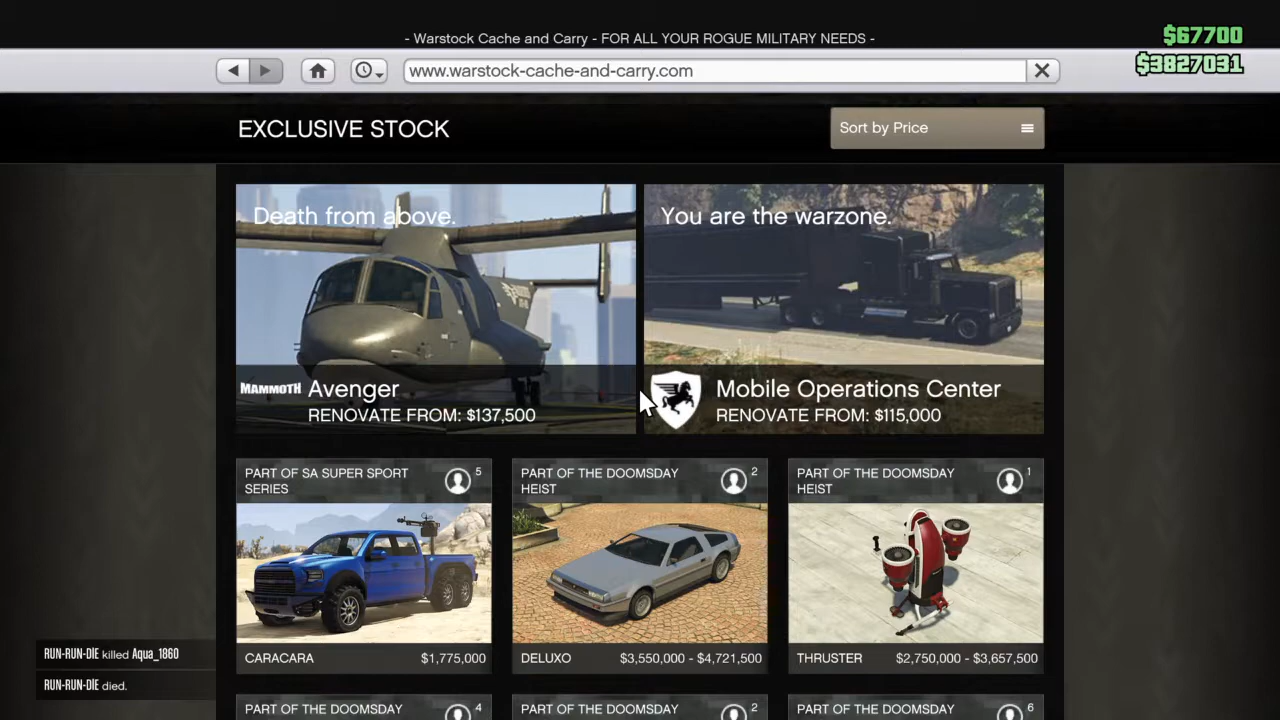 - Warstock Cache and Carry - FOR ALL YOUR ROGUE MILITARY NEEDS -
$67700
$3827031
www.warstock-cache-and-carry.com
EXCLUSIVE STOCK
Sort by Price
Death from above.
MAMMOTH Avenger
RENOVATE FROM: $137,500
You are the warzone.
Mobile Operations Center
RENOVATE FROM: $115,000
PART OF SA SUPER SPORT
SERIES
5
CARACARA $1,775,000
PART OF THE DOOMSDAY
HEIST
2
DELUXO $3,550,000 - $4,721,500
PART OF THE DOOMSDAY
HEIST
1
THRUSTER $2,750,000 - $3,657,500
PART OF THE DOOMSDAY 4
PART OF THE DOOMSDAY 2
PART OF THE DOOMSDAY 6
RUN-RUN-DIE killed Aqua_1860
RUN-RUN-DIE died.